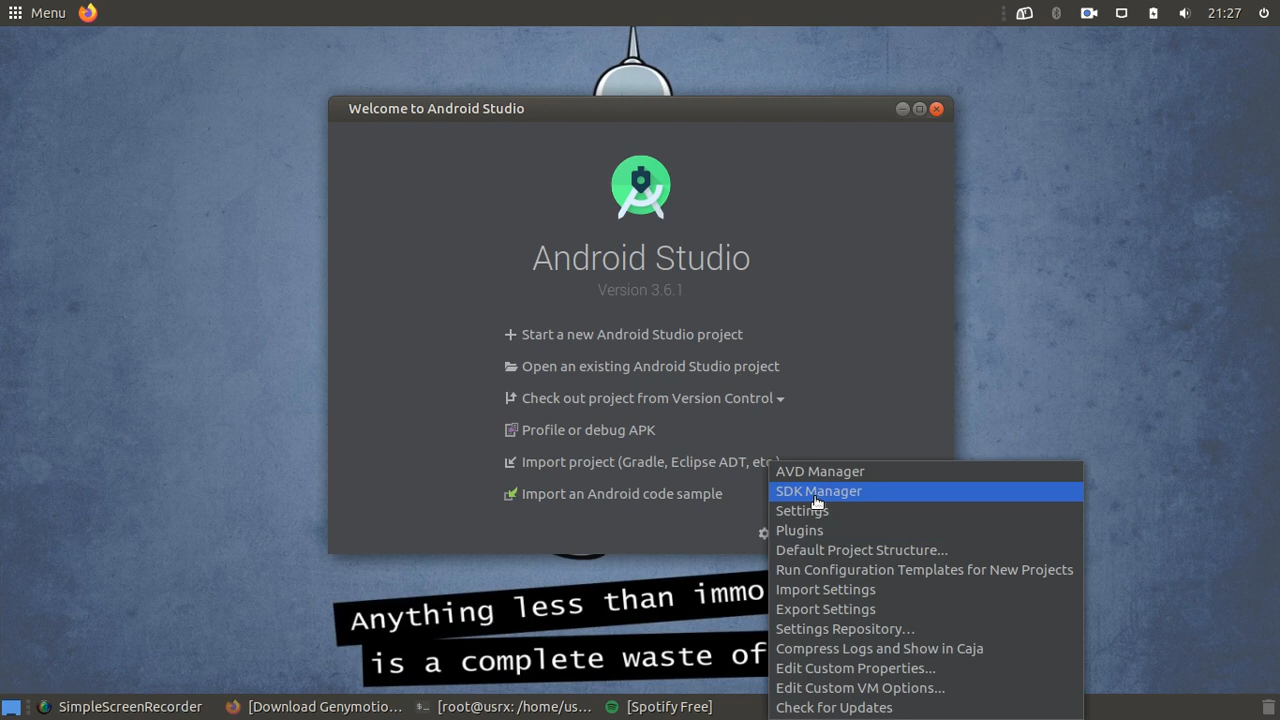 Menu
21:27
Welcome to Android Studio
Android Studio
Version 3.6.1
Start a new Android Studio project
Open an existing Android Studio project
Check out project from Version Control
Profile or debug APK
Import project (Gradle, Eclipse ADT, etc.)
Import an Android code sample
AVD Manager
SDK Manager
Settings
Plugins
Default Project Structure...
Run Configuration Templates for New Projects
Import Settings
Export Settings
Settings Repository...
Compress Logs and Show in Caja
Edit Custom Properties...
Edit Custom VM Options...
Check for Updates
Anything less than immo
is a complete waste of
SimpleScreenRecorder
[Download Genymotio...
[root@usrx: /home/us...
[Spotify Free]